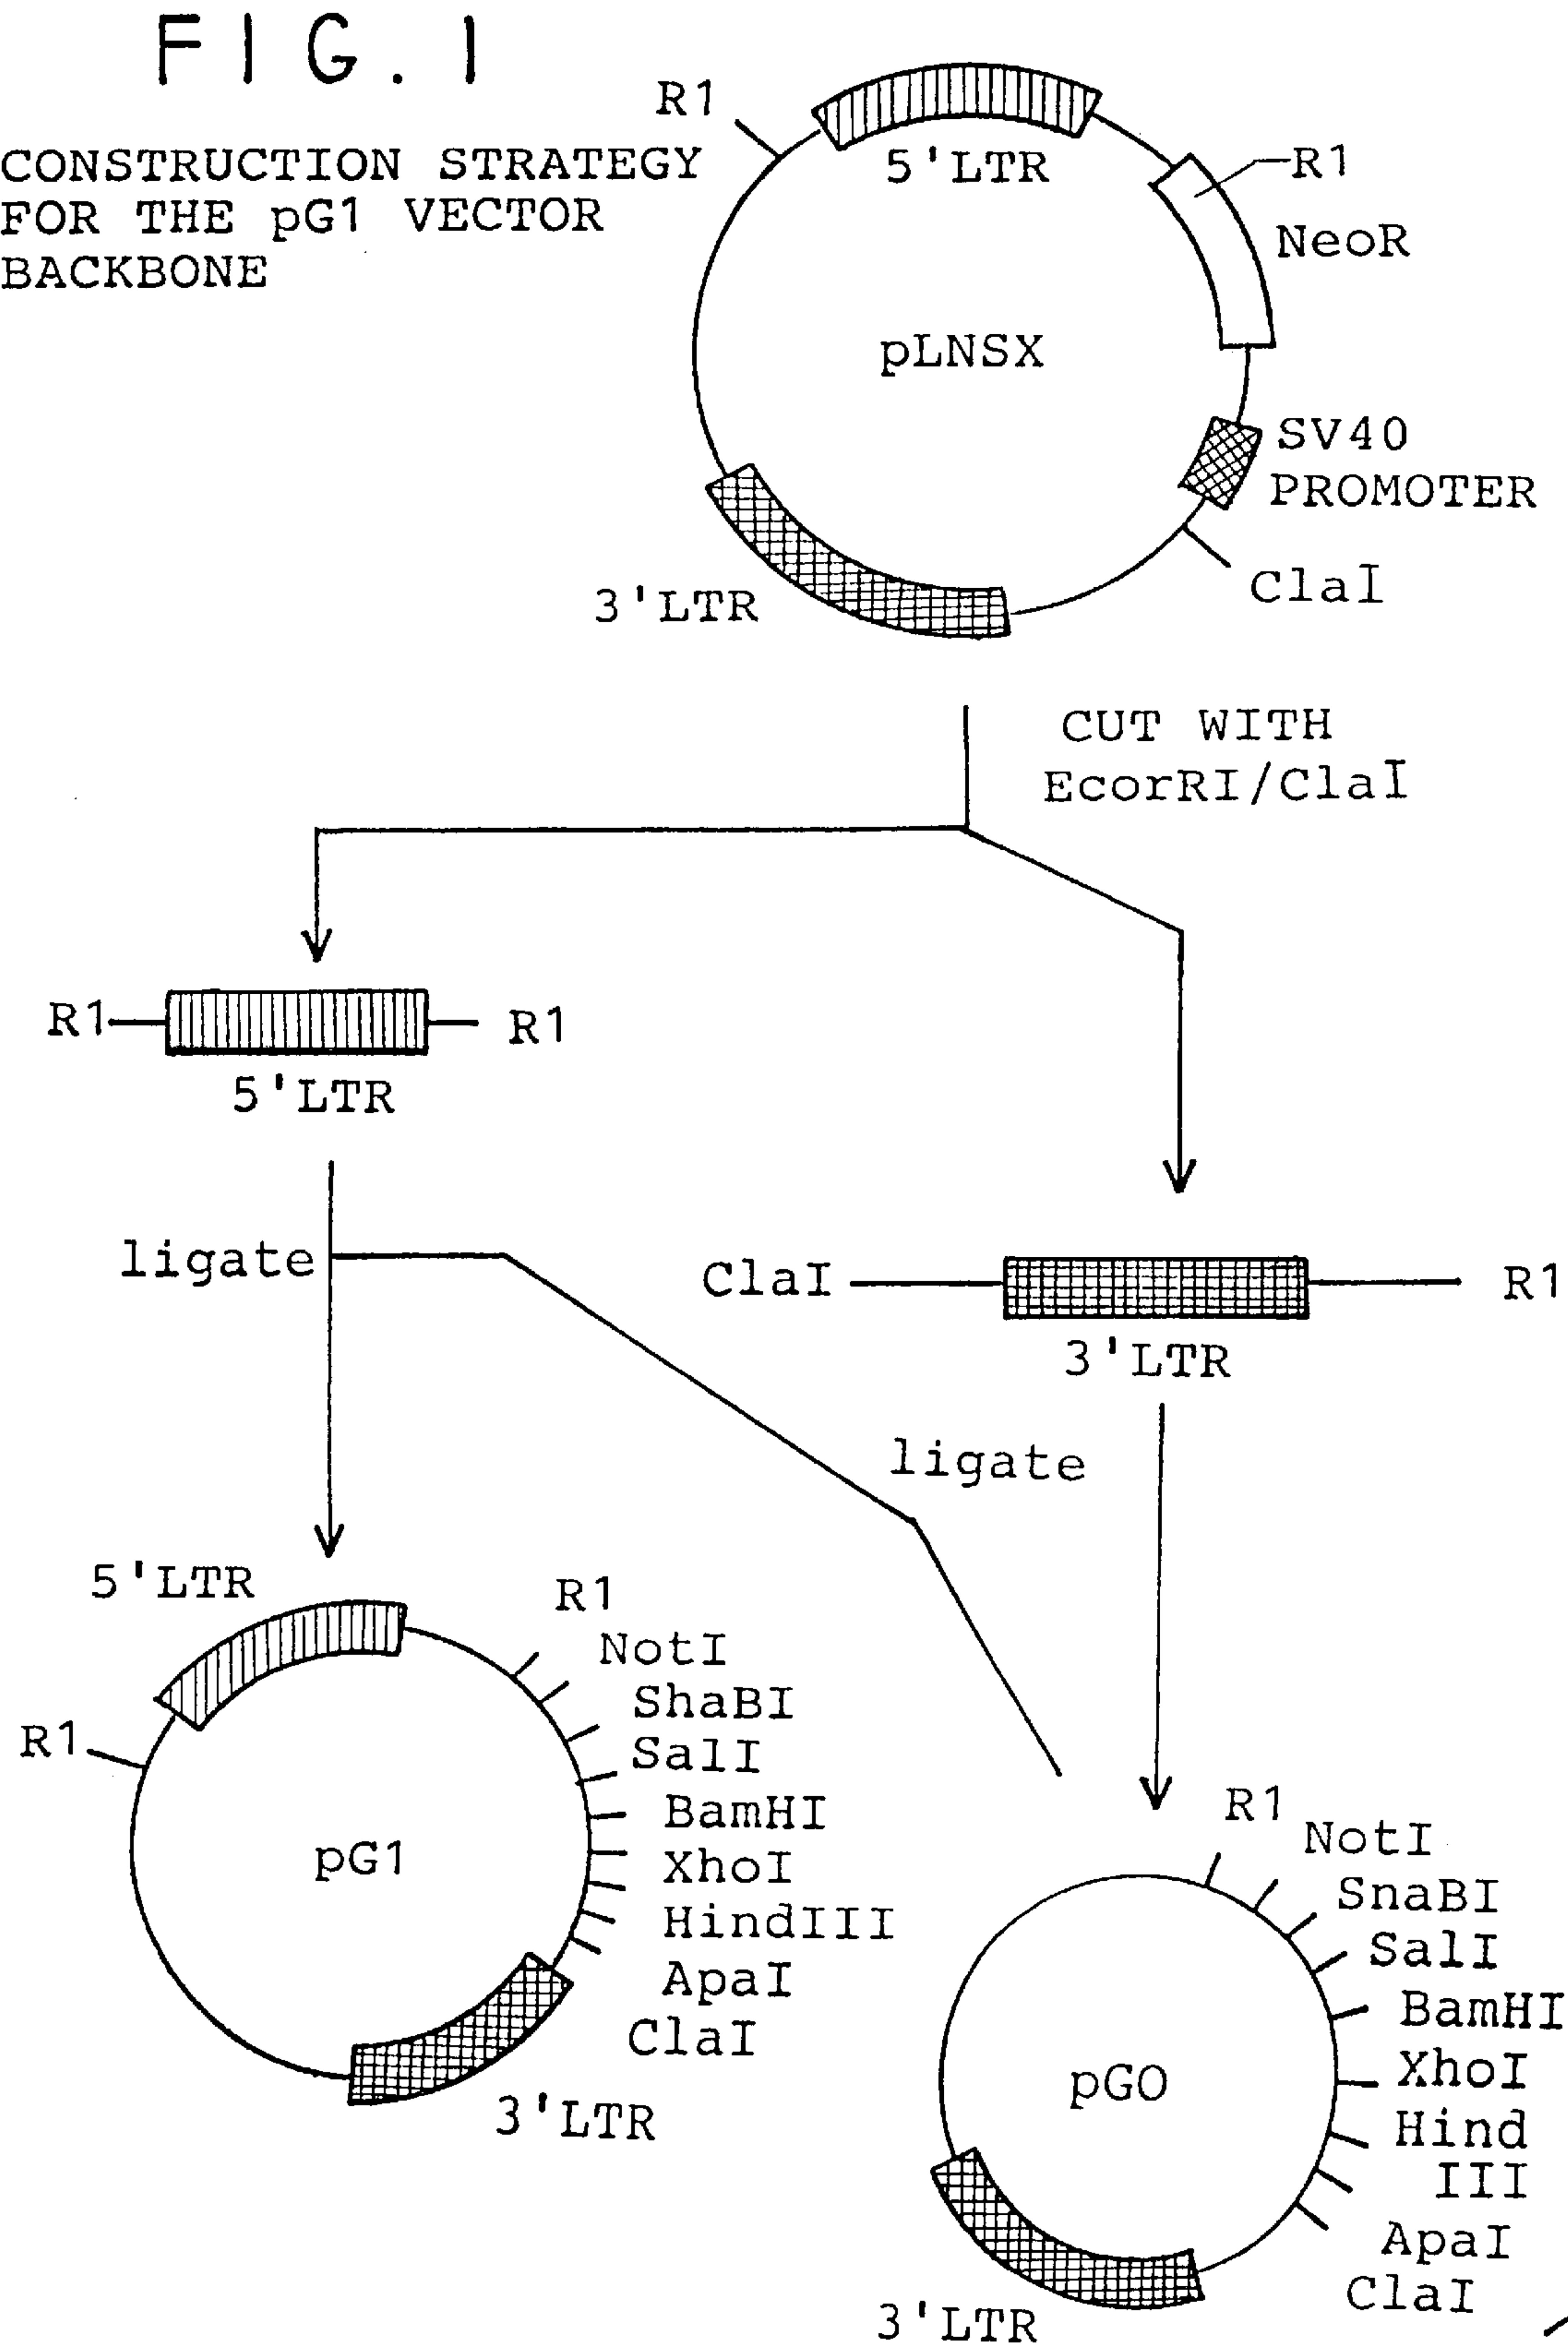 FIG. 1
CONSTRUCTION STRATEGY
FOR THE pG1 VECTOR
BACKBONE
R1
5'LTR
R1
NeoR
pLNSX
SV40
PROMOTER
ClaI
3'LTR
CUT WITH
EcorRI/ClaI
R1
R1
5'LTR
ligate
ClaI
R1
3'LTR
ligate
5'LTR
R1
NotI
ShaBI
SalI
BamHI
XhoI
HindIII
ApaI
ClaI
R1
pG1
3'LTR
R1
NotI
SnaBI
SalI
BamHI
XhoI
Hind
III
ApaI
ClaI
pGO
3'LTR